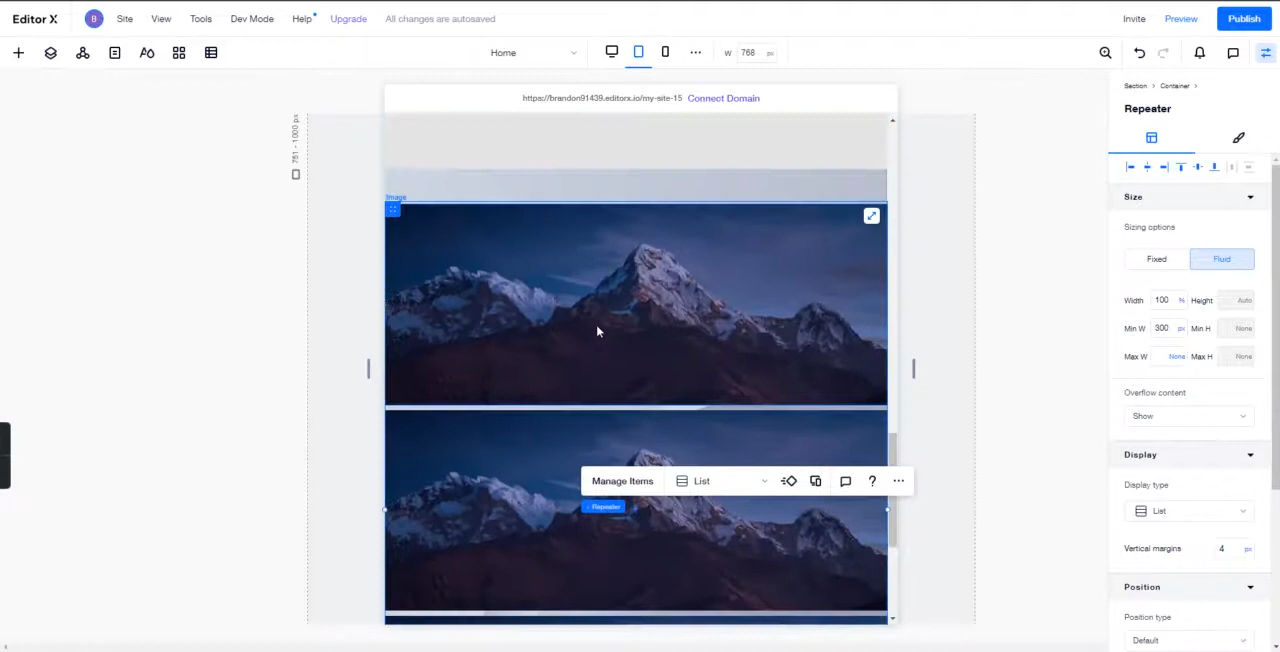 Editor X
B
Site
View
Tools
Dev Mode
Help
Upgrade
All changes are autosaved
Invite
Preview
Publish
Home
W 768 px
https://brandon91439.editorx.io/my-site-15 Connect Domain
751 - 1000 px
Section > Container >
Repeater
Size
Sizing options
Fixed
Fluid
Width 100 % Height Auto
Min W 300 px Min H None
Max W None Max H None
Overflow content
Show
Display
Display type
List
Vertical margins 4 px
Position
Position type
Default
Image
Manage Items
List
?
Repeater